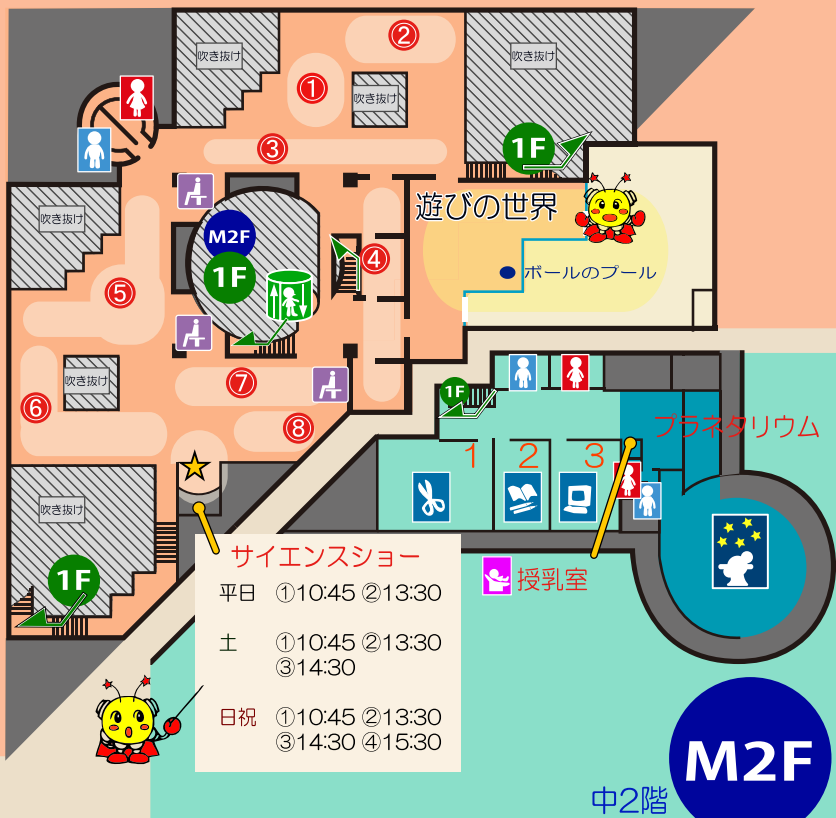 ②
吹き抜け
吹き抜け
①
吹き抜け
③
1F
遊びの世界
M2F
1F
吹き抜け
④
ボールのプール
⑤
吹き抜け
⑦
⑥
1F
⑧
プラネタリウム
1 2 3
吹き抜け
サイエンスショー
授乳室
1F
平日 ①10:45 ②13:30
土 ①10:45 ②13:30
③14:30
日祝 ①10:45 ②13:30
③14:30 ④15:30
M2F
中2階